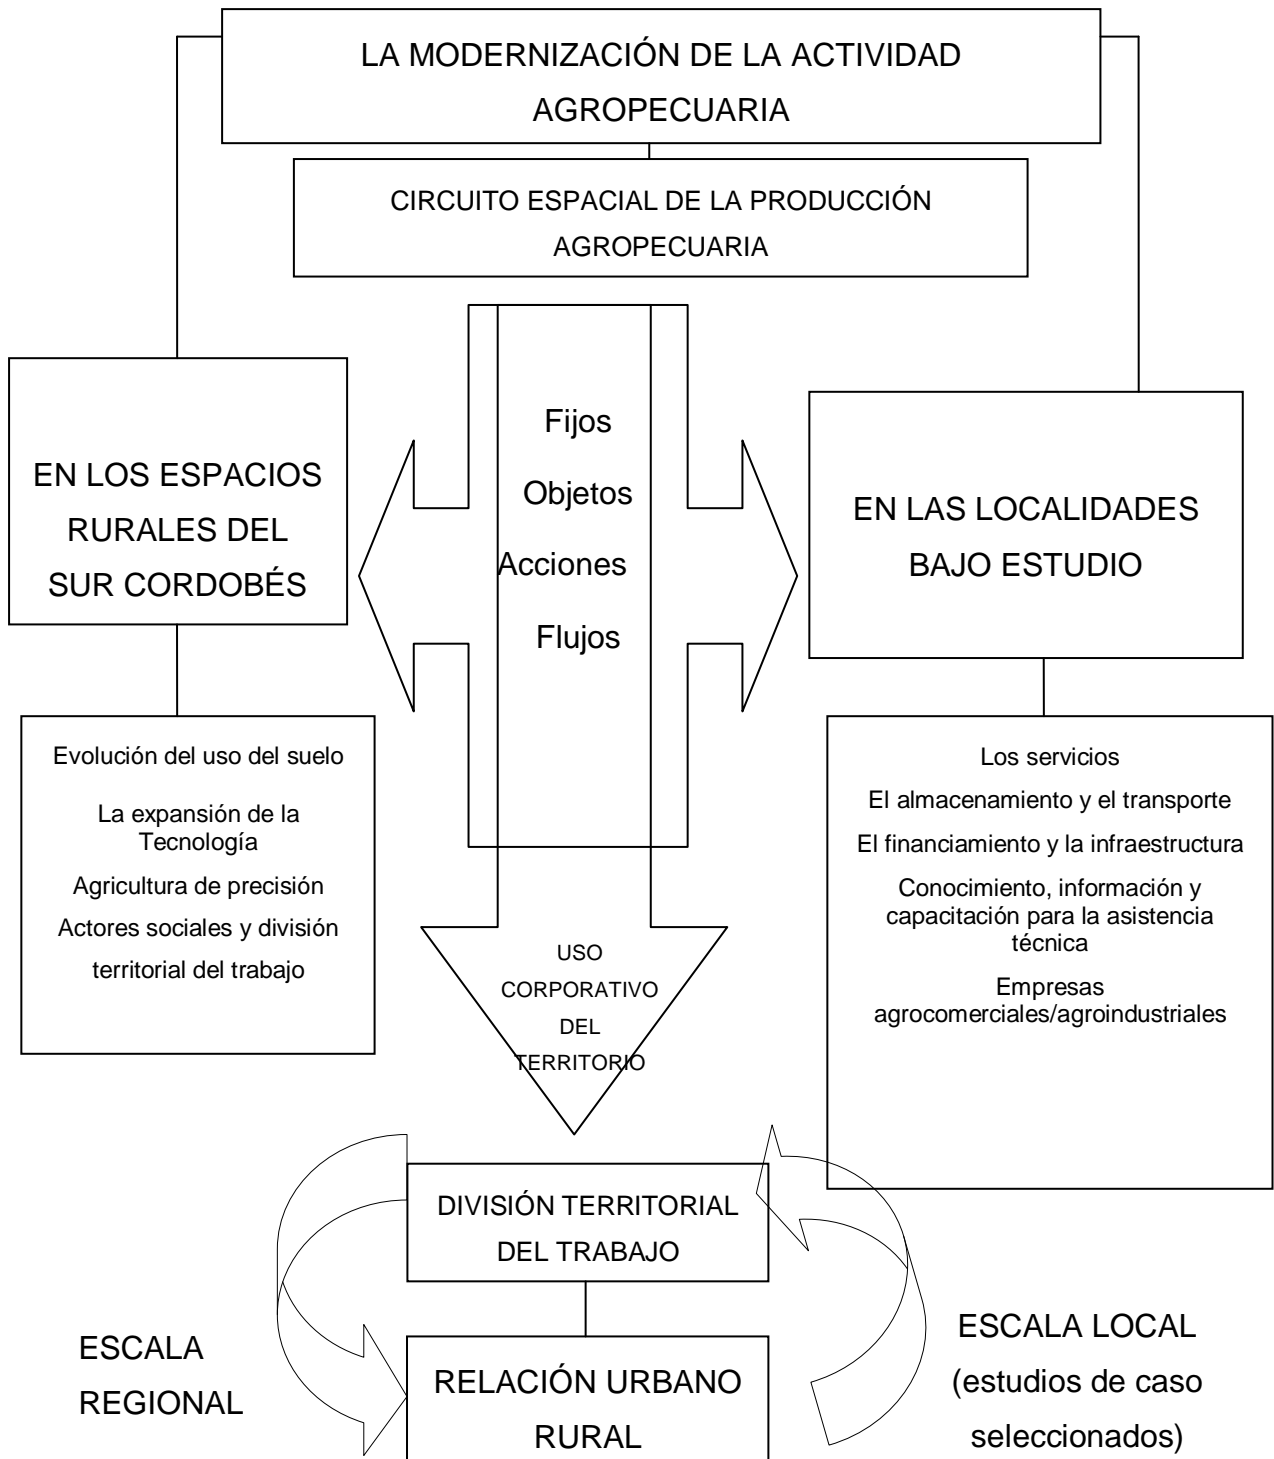 LA MODERNIZACIÓN DE LA ACTIVIDAD
AGROPECUARIA
CIRCUITO ESPACIAL DE LA PRODUCCIÓN
AGROPECUARIA
EN LOS ESPACIOS
RURALES DEL
SUR CORDOBÉS
Fijos
Objetos
Acciones
Flujos
EN LAS LOCALIDADES
BAJO ESTUDIO
Evolución del uso del suelo
La expansión de la
Tecnología
Agricultura de precisión
Actores sociales y división
territorial del trabajo
Los servicios
El almacenamiento y el transporte
El financiamiento y la infraestructura
Conocimiento, información y
capacitación para la asistencia
técnica
Empresas
agrocomerciales/agroindustriales
USO
CORPORATIVO
DEL
TERRITORIO
DIVISIÓN TERRITORIAL
DEL TRABAJO
ESCALA
REGIONAL
RELACIÓN URBANO
RURAL
ESCALA LOCAL
(estudios de caso
seleccionados)